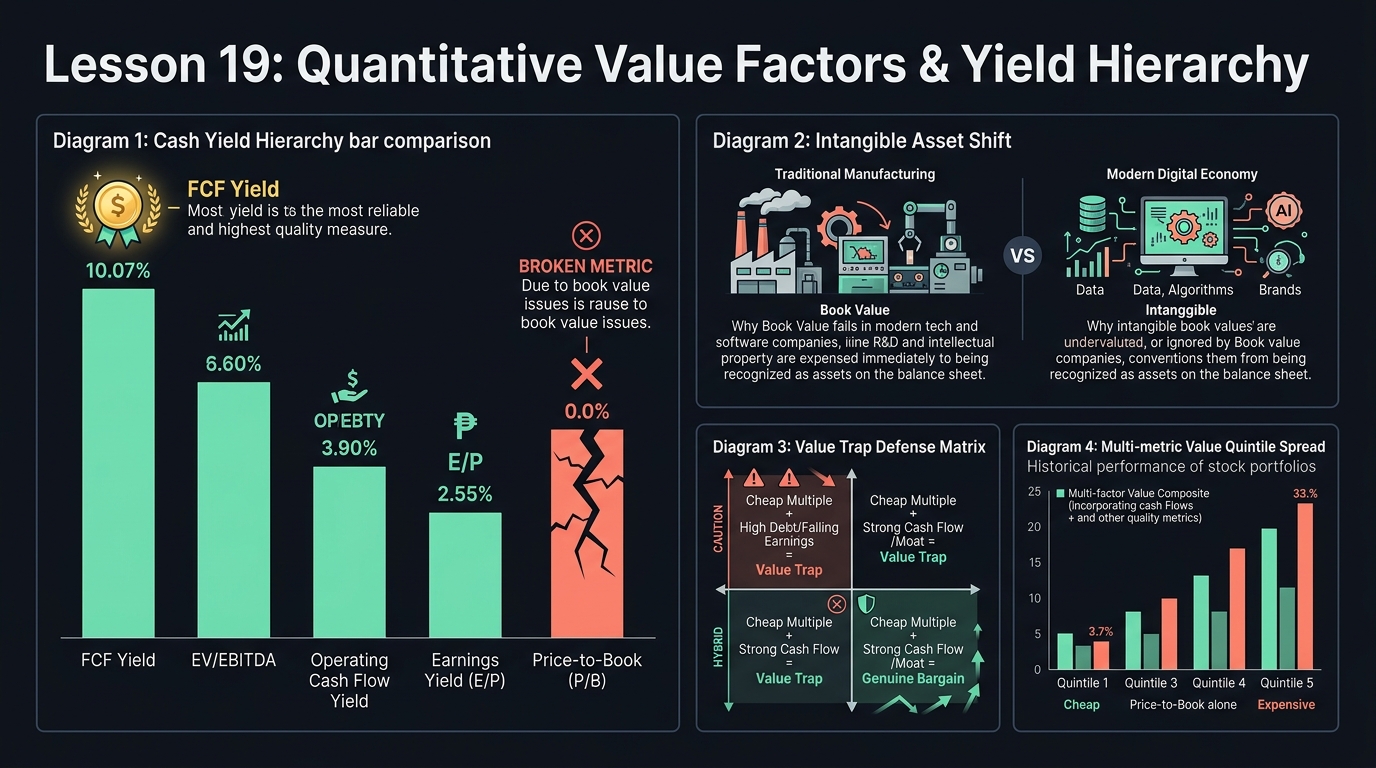 Lesson 19: Quantitative Value Factors & Yield Hierarchy
Diagram 1: Cash Yield Hierarchy bar comparison
FCF Yield
Most yield is to the most reliable
and highest quality measure.
10.07%
6.60%
OPEBTY
3.90%
E/P
2.55%
BROKEN METRIC
Due to book value
issues is rause to
book value issues.
0.0%
FCF Yield
EV/EBITDA
Operating
Cash Flow
Yield
Earnings
Yield (E/P)
Price-to-Book
(P/B)
Diagram 2: Intangible Asset Shift
Traditional Manufacturing
Book Value
Why Book Value fails in modern tech and
software companies, iiine R&D and intellectual
property are expensed immediately to being
recognized as assets on the balance sheet.
VS
Modern Digital Economy
AI
Data
Data, Algorithms
Brands
Intanggible
Why intangible book values' are
undervalutad, or ignored by Book value
companies, conventions them from being
recognized as assets on the balance sheet.
Diagram 3: Value Trap Defense Matrix
CAUTION
HYBRID
Cheap Multiple
+
High Debt/Falling
Earnings
=
Value Trap
Cheap Multiple
+
Strong Cash Flow
/Moat =
Value Trap
Cheap Multiple
+
Strong Cash Flow
=
Value Trap
Cheap Multiple
+
Strong Cash Flow
/Moat =
Genuine Bargain
Diagram 4: Multi-metric Value Quintile Spread
Historical performance of stock portfolios
Multi-factor Value Composite
(incorporating cash Flows
+ and other quality metrics)
25
20
15
10
5
0
3.7%
33.%
Quintile 1
Quintile 3
Quintile 4
Quintile 5
Cheap
Price-to-Book alone
Expensive